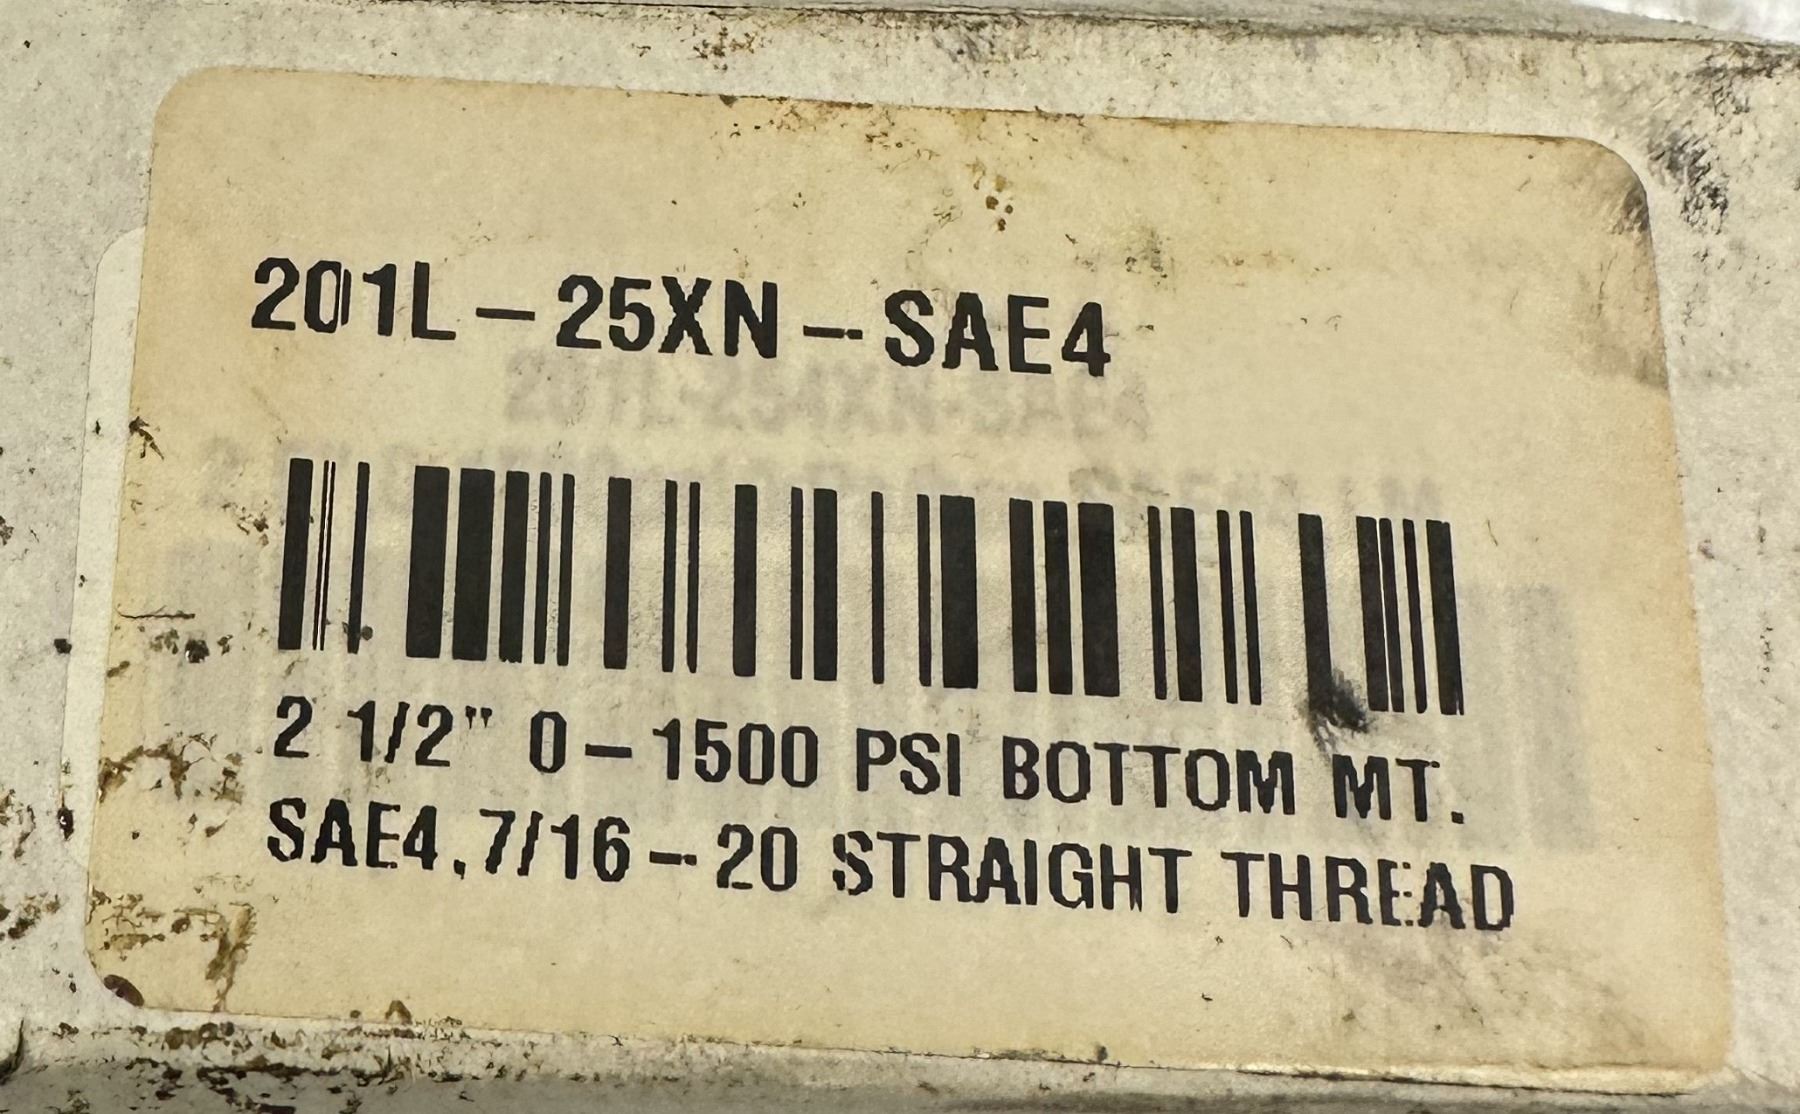 201L-25XN-SAE4
2 1/2" 0-1500 PSI BOTTOM MT.
SAE4,7/16-20 STRAIGHT THREAD